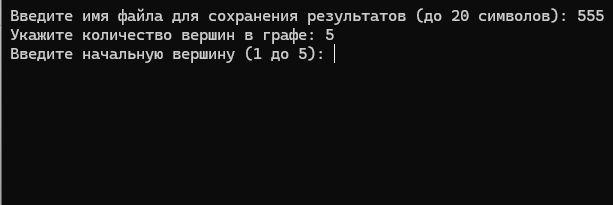 Введите имя файла для сохранения результатов (до 20 символов): 555
Укажите количество вершин в графе: 5
Введите начальную вершину (1 до 5):